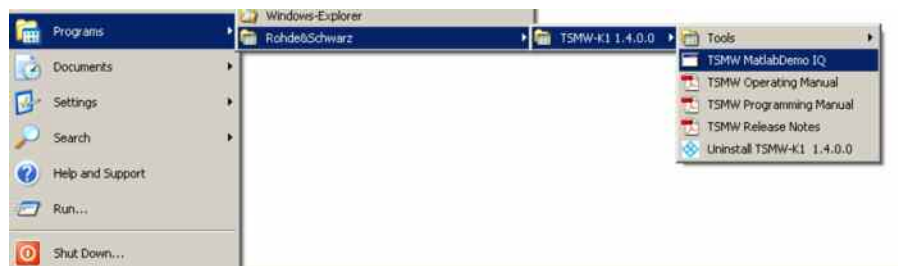 Windows-Explorer
Programs
Rohde&Schwarz
TSMW-K1 1.4.0.0
Tools
TSMW MatlabDemo IQ
TSMW Operating Manual
TSMW Programming Manual
TSMW Release Notes
Uninstall TSMW-K1 1.4.0.0
Documents
Settings
Search
Help and Support
Run...
Shut Down...